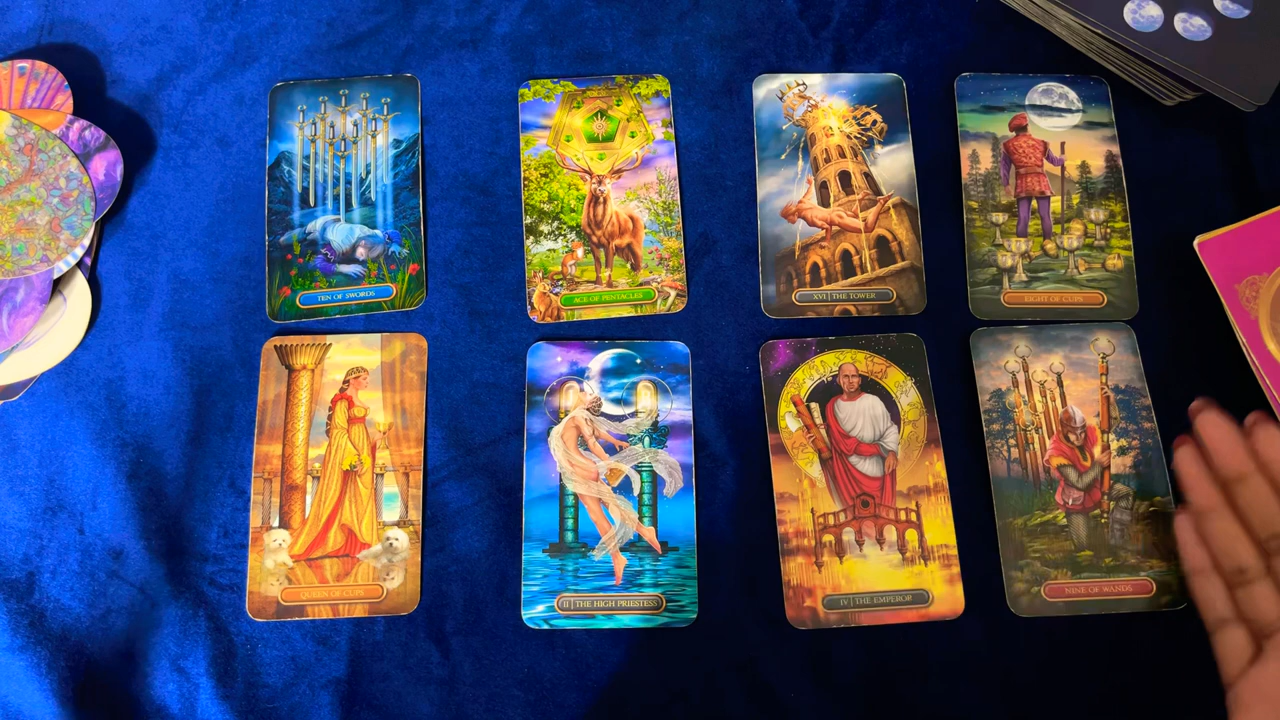 TEN OF SWORDS
ACE OF PENTACLES
XVI | THE TOWER
EIGHT OF CUPS
QUEEN OF CUPS
II | THE HIGH PRIESTESS
IV | THE EMPEROR
NINE OF WANDS